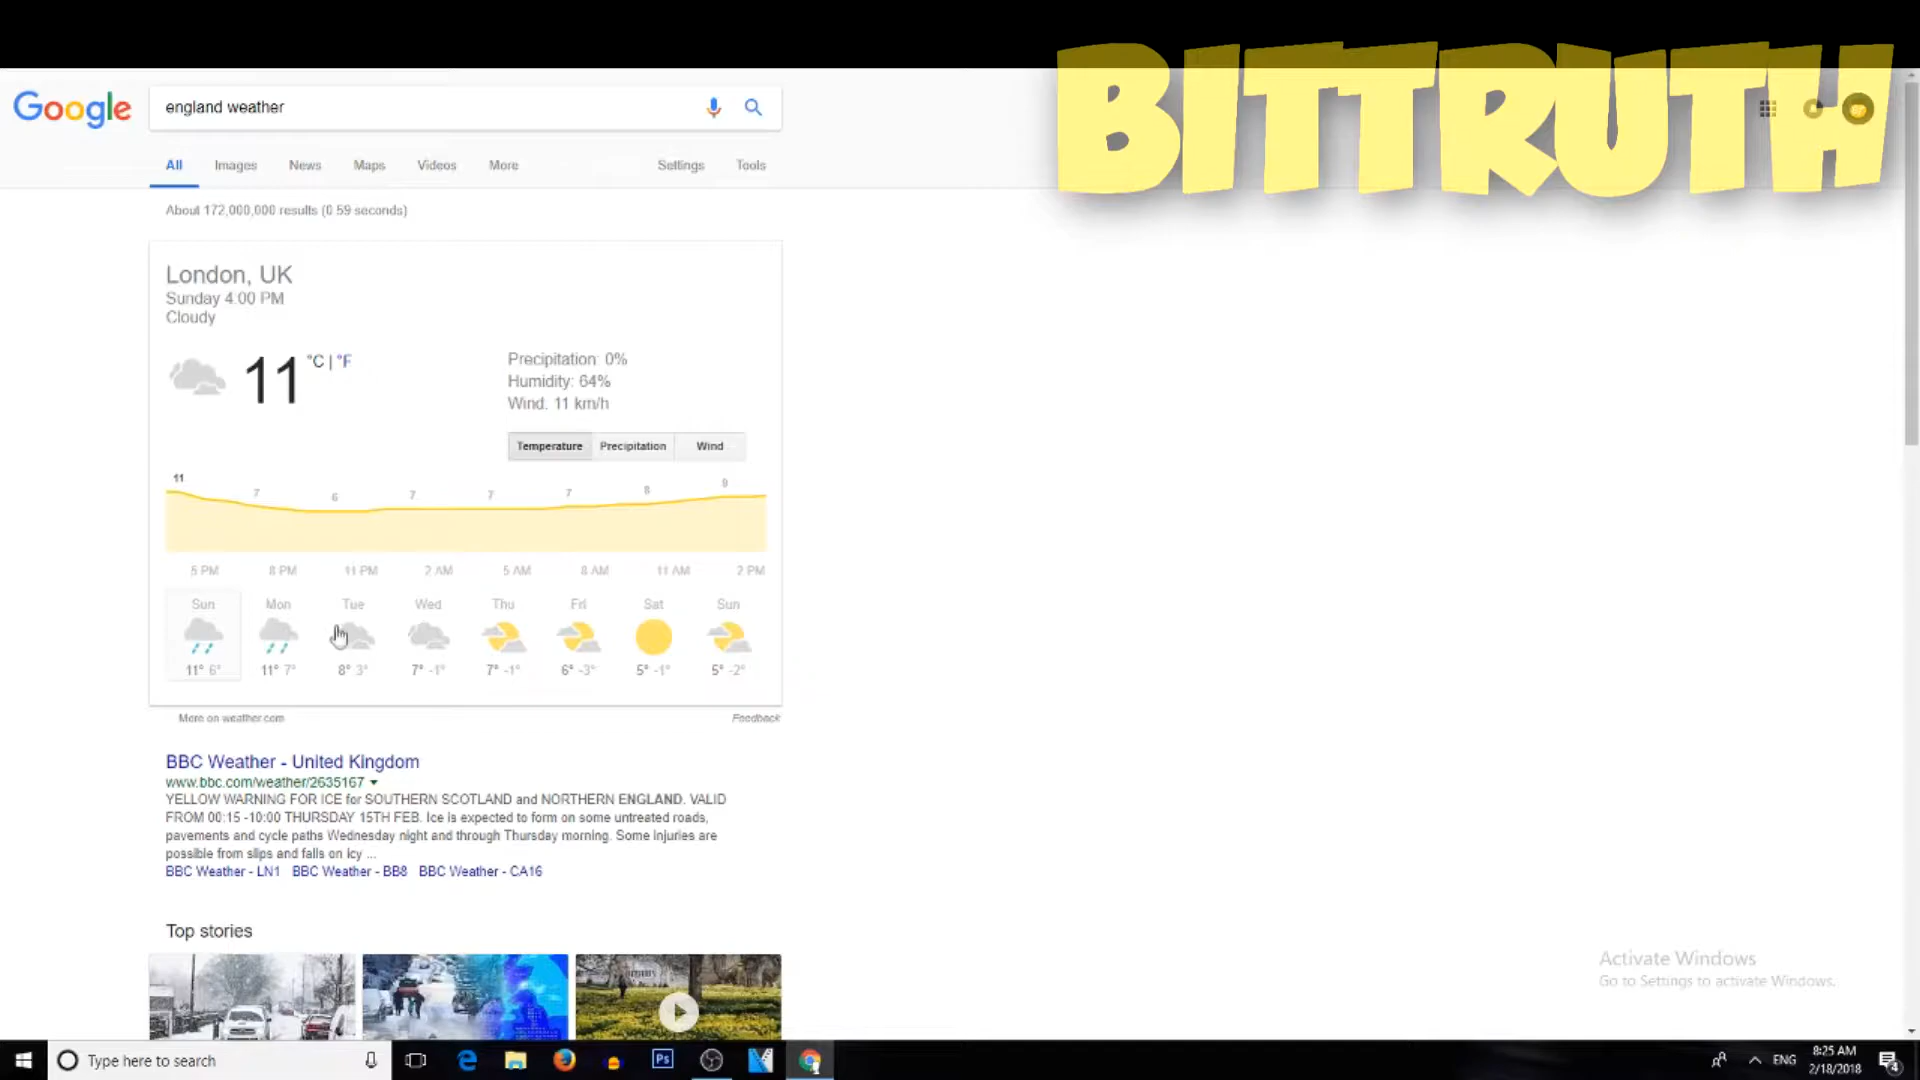 BITTRUTH
Google
england weather
All Images News Maps Videos More Settings Tools
About 172,000,000 results (0.59 seconds)
London, UK
Sunday 4:00 PM
Cloudy
11 °C | °F
Precipitation: 0%
Humidity: 64%
Wind: 11 km/h
Temperature Precipitation Wind
11 7 6 7 7 7 8 9
5 PM 8 PM 11 PM 2 AM 5 AM 8 AM 11 AM 2 PM
Sun Mon Tue Wed Thu Fri Sat Sun
11° 6° 11° 7° 8° 3° 7° -1° 7° -1° 6° -3° 5° -1° 5° -2°
More on weather.com Feedback
BBC Weather - United Kingdom
www.bbc.com/weather/2635167
YELLOW WARNING FOR ICE for SOUTHERN SCOTLAND and NORTHERN ENGLAND. VALID
FROM 00:15 -10:00 THURSDAY 15TH FEB. Ice is expected to form on some untreated roads,
pavements and cycle paths Wednesday night and through Thursday morning. Some injuries are
possible from slips and falls on icy ...
BBC Weather - LN1 BBC Weather - BB8 BBC Weather - CA16
Top stories
Activate Windows
Go to Settings to activate Windows.
Type here to search
Ps
ENG
8:25 AM
2/18/2018
4